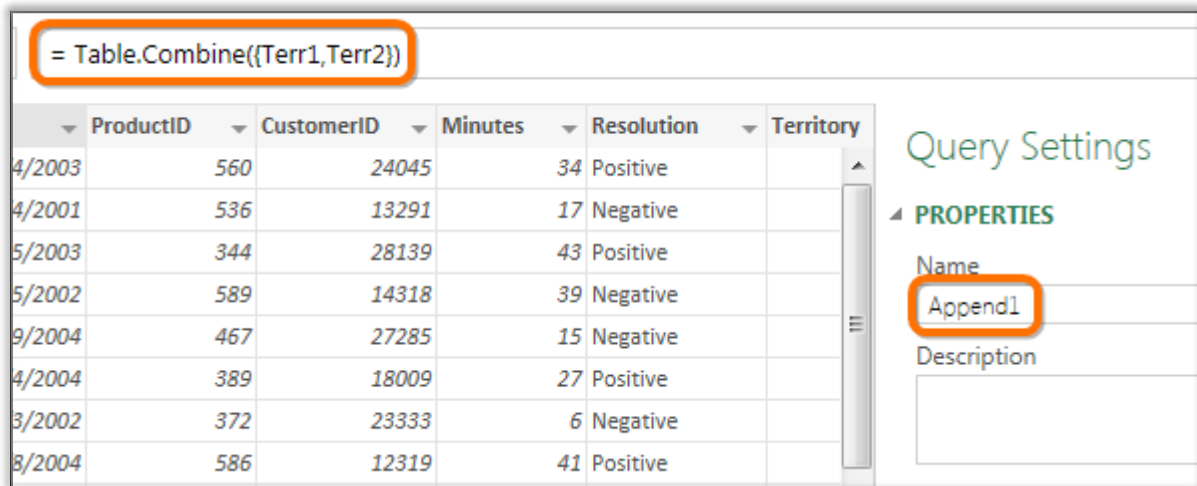 = Table.Combine({Terr1,Terr2})
ProductID CustomerID Minutes Resolution Territory
4/2003 560 24045 34 Positive
4/2001 536 13291 17 Negative
5/2003 344 28139 43 Positive
5/2002 589 14318 39 Negative
9/2004 467 27285 15 Negative
4/2004 389 18009 27 Positive
3/2002 372 23333 6 Negative
8/2004 586 12319 41 Positive
Query Settings
PROPERTIES
Name
Append1
Description